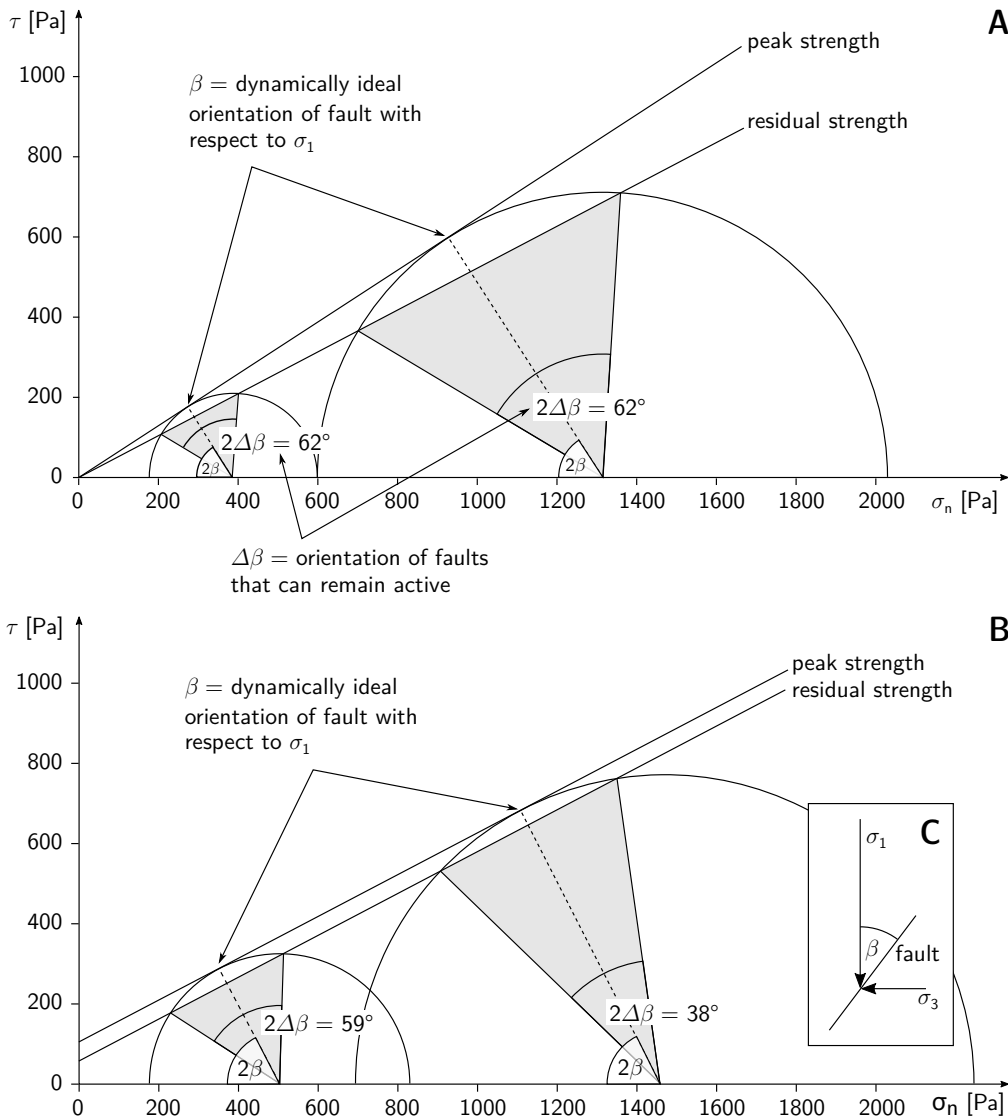 τ [Pa]
A
peak strength
1000
β = dynamically ideal
orientation of fault with
respect to σ₁
residual strength
800
600
400
200
2Δβ = 62°
2Δβ = 62°
2β
2β
0
0 200 400 600 800 1000 1200 1400 1600 1800 2000 σₙ [Pa]
Δβ = orientation of faults
that can remain active
τ [Pa]
B
peak strength
residual strength
1000
β = dynamically ideal
orientation of fault with
respect to σ₁
800
600
400
200
C
σ₁
β
fault
σ₃
2Δβ = 59°
2Δβ = 38°
2β
2β
0
0 200 400 600 800 1000 1200 1400 1600 1800 2000 σₙ [Pa]